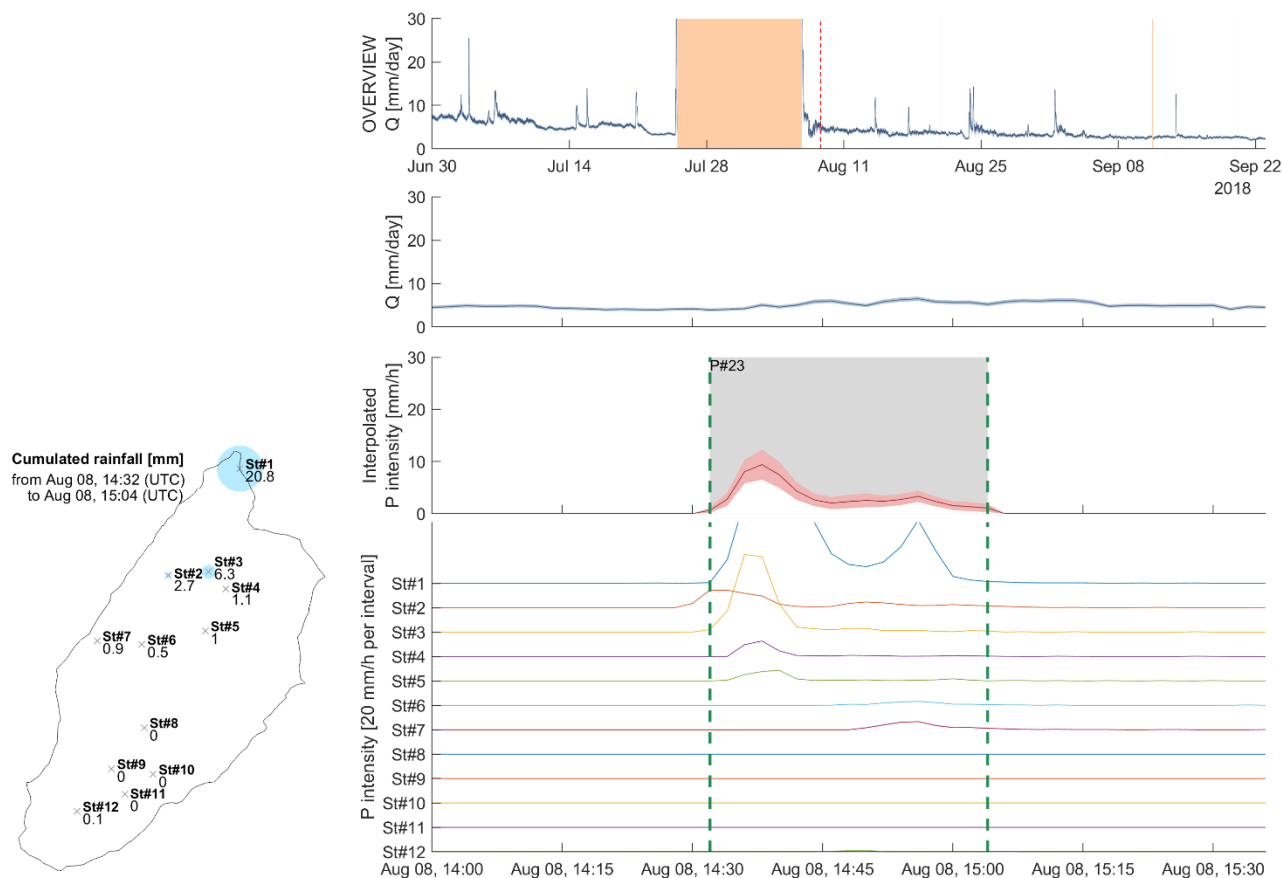 OVERVIEW
Q [mm/day]
30
20
10
0
Jun 30
Jul 14
Jul 28
Aug 11
Aug 25
Sep 08
Sep 22
2018
Q [mm/day]
30
20
10
0
Interpolated
P intensity [mm/h]
30
20
10
0
P#23
Cumulated rainfall [mm]
from Aug 08, 14:32 (UTC)
to Aug 08, 15:04 (UTC)
St#1
20.8
St#2
2.7
St#3
6.3
St#4
1.1
St#5
1
St#6
0.5
St#7
0.9
St#8
0
St#9
0
St#10
0
St#11
0
St#12
0.1
P intensity [20 mm/h per interval]
St#1
St#2
St#3
St#4
St#5
St#6
St#7
St#8
St#9
St#10
St#11
St#12
Aug 08, 14:00
Aug 08, 14:15
Aug 08, 14:30
Aug 08, 14:45
Aug 08, 15:00
Aug 08, 15:15
Aug 08, 15:30